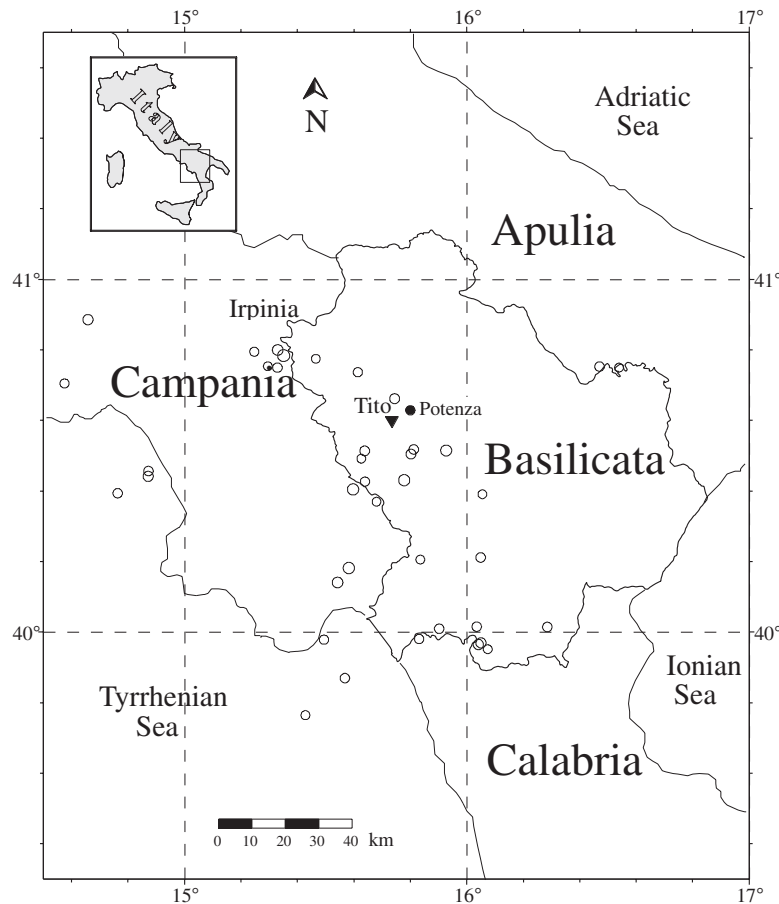 15°
16°
17°
Italy
N
Adriatic
Sea
Apulia
41°
41°
Irpinia
Campania
Tito
Potenza
Basilicata
40°
40°
Tyrrhenian
Sea
Ionian
Sea
Calabria
0 10 20 30 40 km
15°
16°
17°